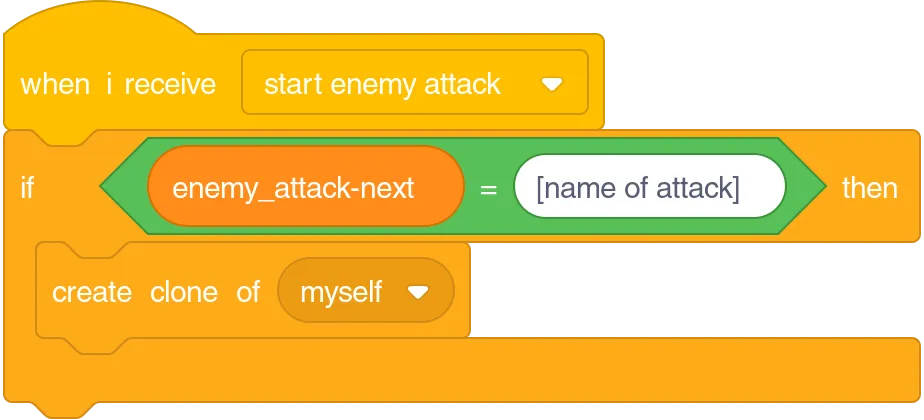 when i receive start enemy attack
if enemy_attack-next = [name of attack] then
create clone of myself